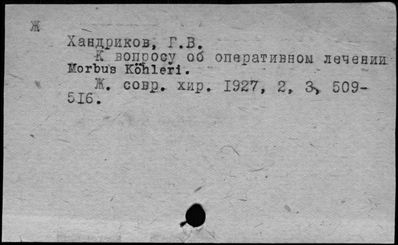 Ж
Хандриков, Г.В.
К вопросу об оперативном лечении
Morbus Köhleri.
Ж. совр. хир. 1927, 2, 3, 509-
516.